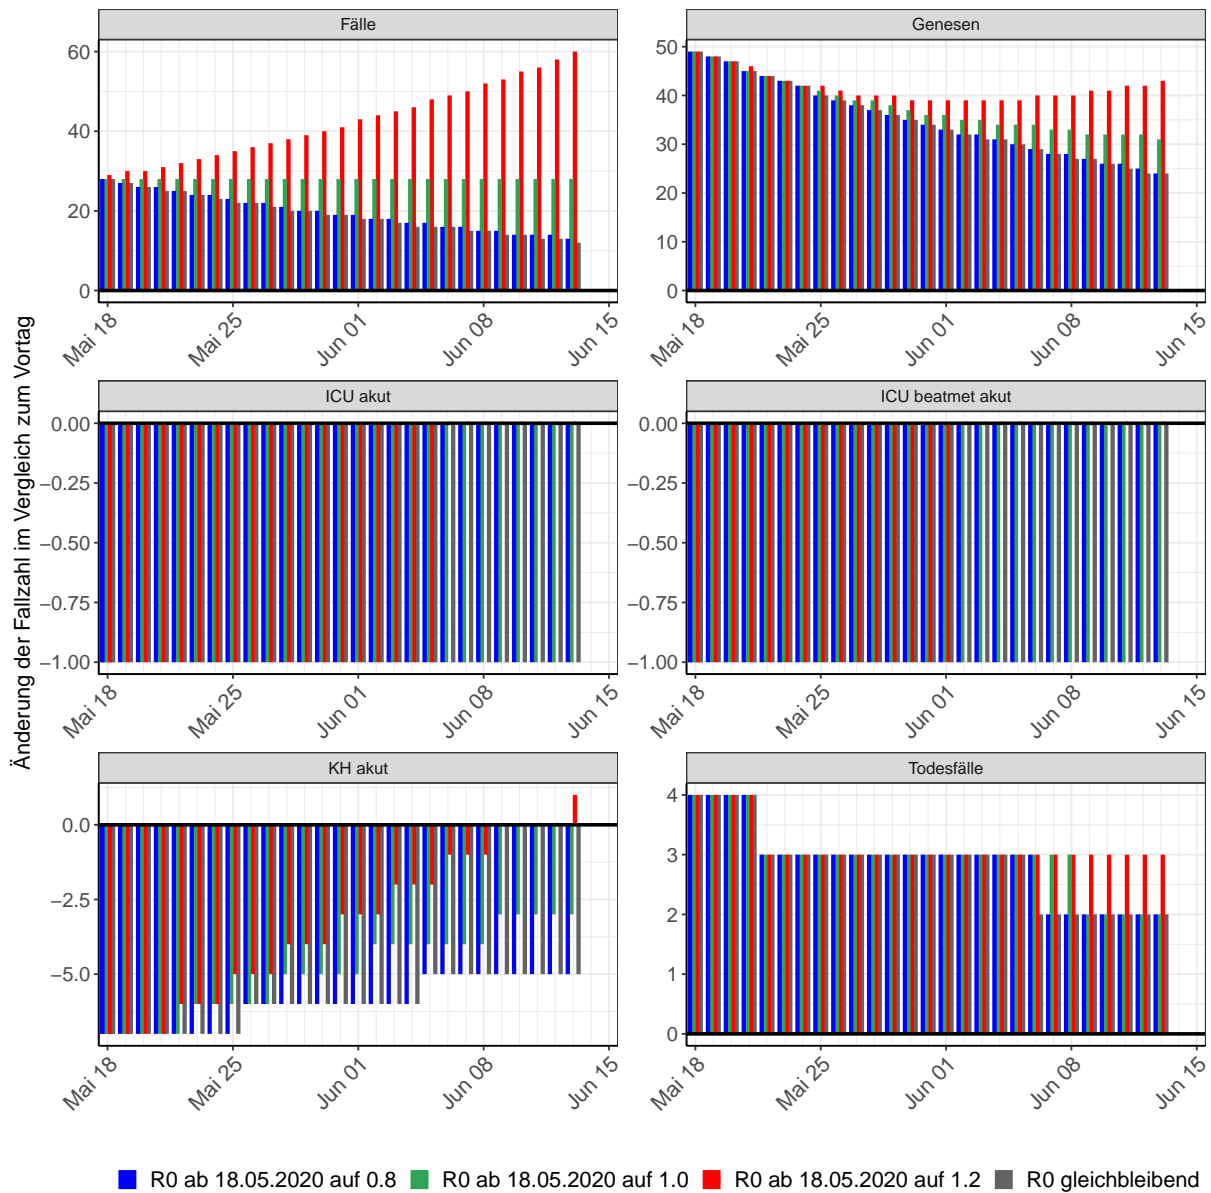 Änderung der Fallzahl im Vergleich zum Vortag
Fälle
60
40
20
0
Mai 18
Mai 25
Jun 01
Jun 08
Jun 15
Genesen
50
40
30
20
10
0
Mai 18
Mai 25
Jun 01
Jun 08
Jun 15
ICU akut
0.00
−0.25
−0.50
−0.75
−1.00
Mai 18
Mai 25
Jun 01
Jun 08
Jun 15
ICU beatmet akut
0.00
−0.25
−0.50
−0.75
−1.00
Mai 18
Mai 25
Jun 01
Jun 08
Jun 15
KH akut
0.0
−2.5
−5.0
Mai 18
Mai 25
Jun 01
Jun 08
Jun 15
Todesfälle
4
3
2
1
0
Mai 18
Mai 25
Jun 01
Jun 08
Jun 15
R0 ab 18.05.2020 auf 0.8
R0 ab 18.05.2020 auf 1.0
R0 ab 18.05.2020 auf 1.2
R0 gleichbleibend